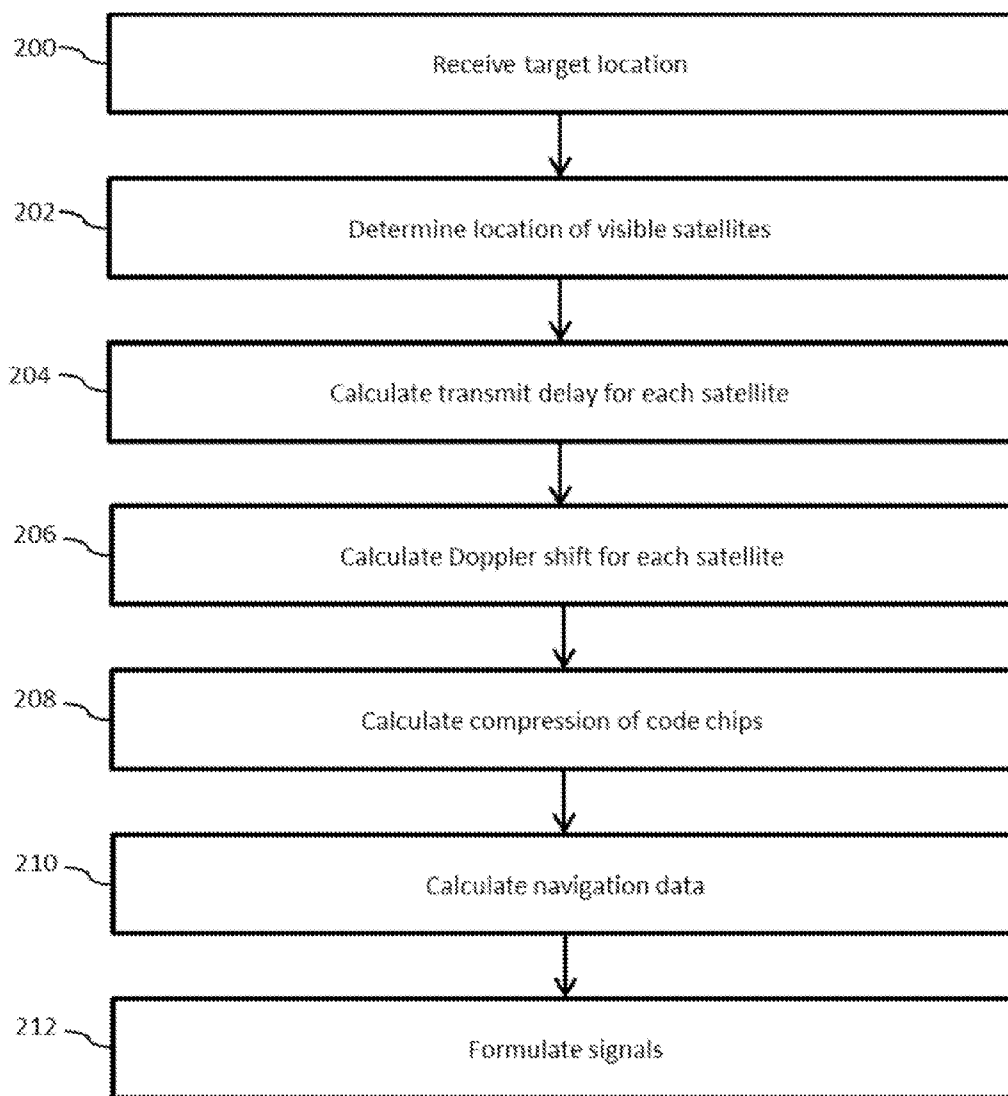 200
Receive target location
202
Determine location of visible satellites
204
Calculate transmit delay for each satellite
206
Calculate Doppler shift for each satellite
208
Calculate compression of code chips
210
Calculate navigation data
212
Formulate signals